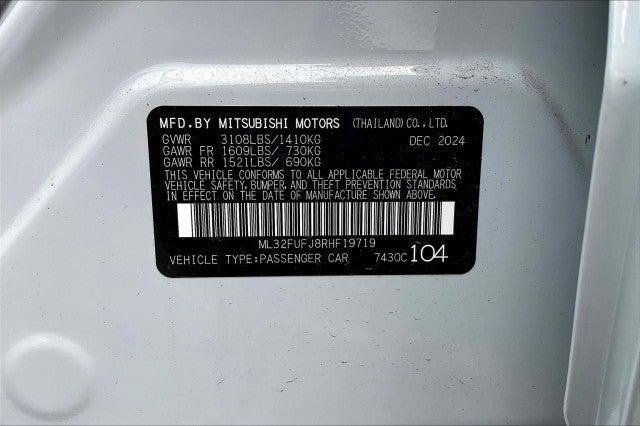 MFD.BY MITSUBISHI MOTORS (THAILAND)CO.,LTD.
GVWR 3108LBS/1410KG DEC 2024
GAWR FR 1609LBS/ 730KG
GAWR RR 1521LBS/ 690KG
THIS VEHICLE CONFORMS TO ALL APPLICABLE FEDERAL MOTOR
VEHICLE SAFETY, BUMPER, AND THEFT PREVENTION STANDARDS
IN EFFECT ON THE DATE OF MANUFACTURE SHOWN ABOVE.
ML32FUFJ8RHF19719
VEHICLE TYPE:PASSENGER CAR 7430C104